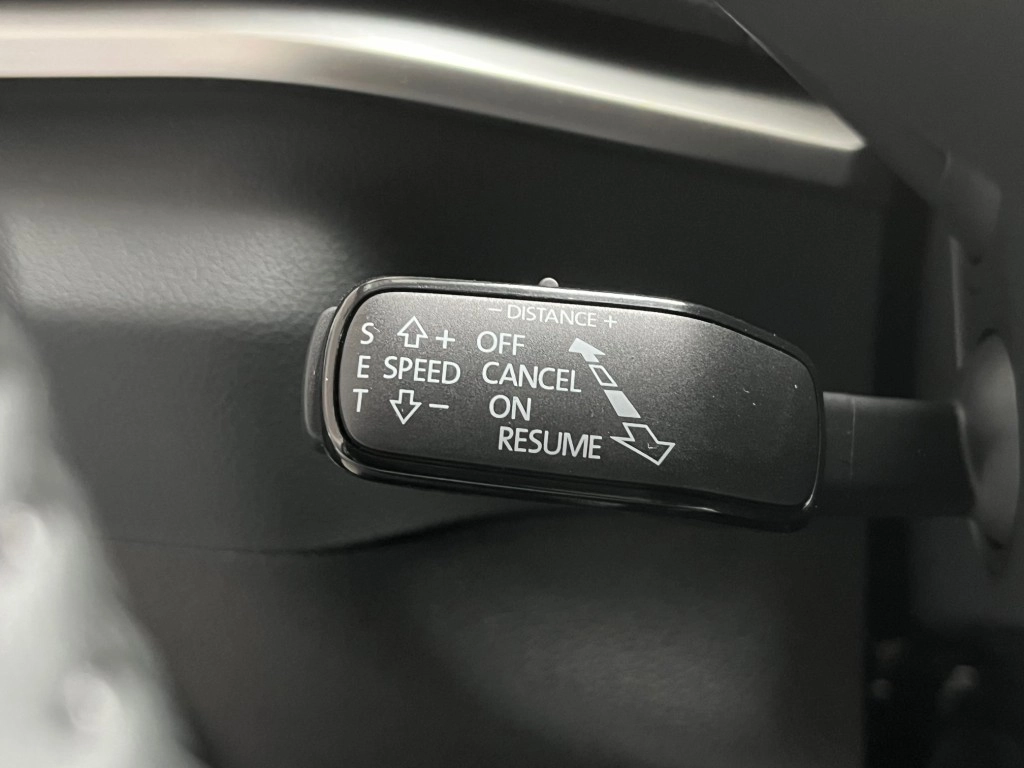 − DISTANCE +
S + OFF
E SPEED CANCEL
T − ON
RESUME